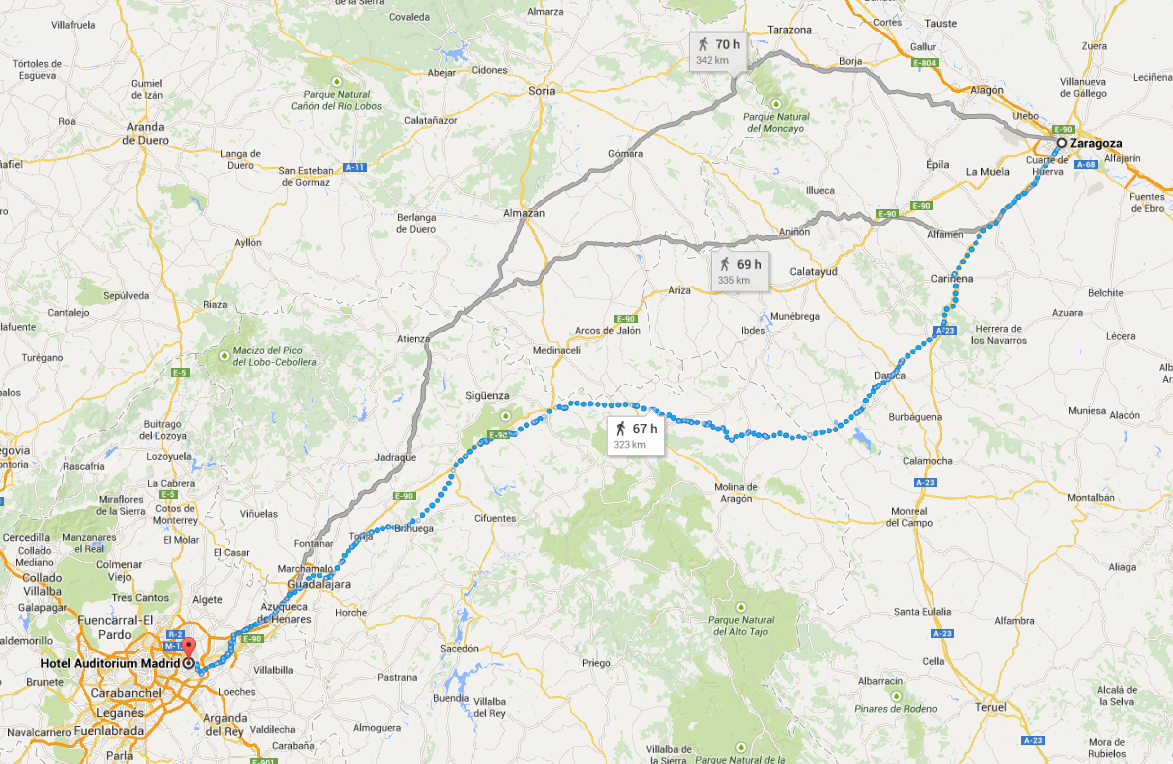 de la Sierra
Villafruela
Covaleda
Almarza
Tarazona
Cortes
Tauste
70 h
342 km
Gallur
Zuera
Tórtoles de
Esgueva
Abejar
Cidones
Borja
E-804
Gumiel
de Izán
Soria
Alagón
Villanueva
de Gállego
Leciñena
Parque Natural
Cañón del Río Lobos
Roa
Aranda
de Duero
Calatañazor
Parque Natural
del Moncayo
Utebo
E-90
Zaragoza
Langa de
Duero
A-11
Gómara
Épila
Cuarte de
Huerva
A-68
Alfajarín
San Esteban
de Gormaz
La Muela
Illueca
Fuentes
de Ebro
Berlanga
de Duero
Almazán
E-90
E-90
Ayllón
Aniñón
Alfamén
69 h
335 km
Calatayud
Cariñena
Sepúlveda
Riaza
Ariza
Belchite
Cantalejo
Munébrega
Azuara
E-90
Arcos de Jalón
Ibdes
A-23
Herrera de
los Navarros
Lécera
Atienza
Turégano
Macizo del Pico
del Lobo-Cebollera
Medinaceli
E-5
Daroca
Sigüenza
Muniesa
Alacón
Burbáguena
Buitrago
del Lozoya
E-90
67 h
323 km
Lozoyuela
Rascafría
Jadraque
Calamocha
La Cabrera
E-5
Miraflores
de la Sierra
Cotos de
Monterrey
E-90
Molina de
Aragón
A-23
Montalbán
Viñuelas
Cifuentes
Monreal
del Campo
Cercedilla
Manzanares
el Real
El Molar
Torija
Brihuega
Collado
Mediano
El Casar
Fontanar
Colmenar
Viejo
Marchamalo
Aliaga
Collado
Villalba
Guadalajara
Galapagar
Tres Cantos
Algete
Azuqueca
de Henares
Horche
Parque Natural
del Alto Tajo
Santa Eulalia
Alfambra
Fuencarral-El
Pardo
R-2
E-90
A-23
Sacedón
Hotel Auditorium Madrid
Villalbilla
Priego
Cella
Brunete
Pastrana
Albarracín
Carabanchel
Loeches
Buendia
Villalba
del Rey
Pinares de Rodeno
Alcalá de
la Selva
Leganés
Arganda
del Rey
Teruel
Navalcarnero
Fuenlabrada
Valdilecha
Almoguera
A-23
Mora de
Rubielos
Carabaña
Villalba de
la Sierra
Parque Natural de la
Parla
E-901